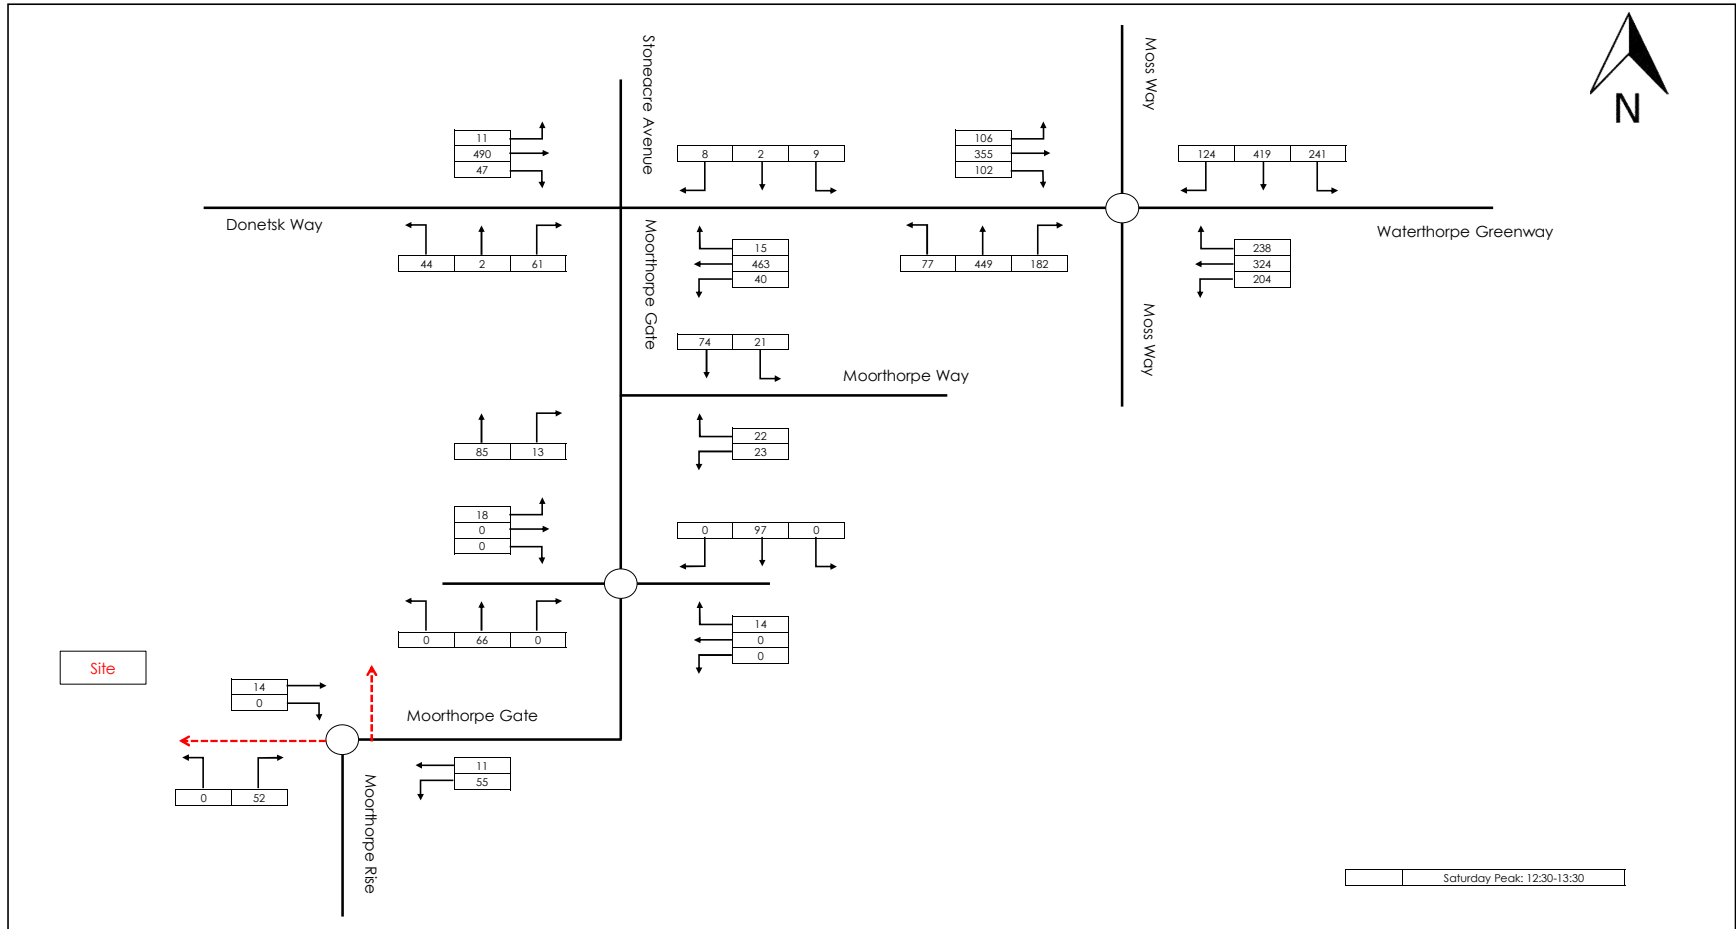 N
Stoneacre Avenue
Moss Way
11
490
47
8 2 9
106
355
102
124 419 241
Donetsk Way
Waterthorpe Greenway
44 2 61
Moorthorpe Gate
15
463
40
77 449 182
238
324
204
Moss Way
74 21
Moorthorpe Way
85 13
22
23
18
0
0
0 97 0
0 66 0
14
0
0
Site
14
0
Moorthorpe Gate
0 52
Moorthorpe Rise
11
55
Saturday Peak: 12:30-13:30